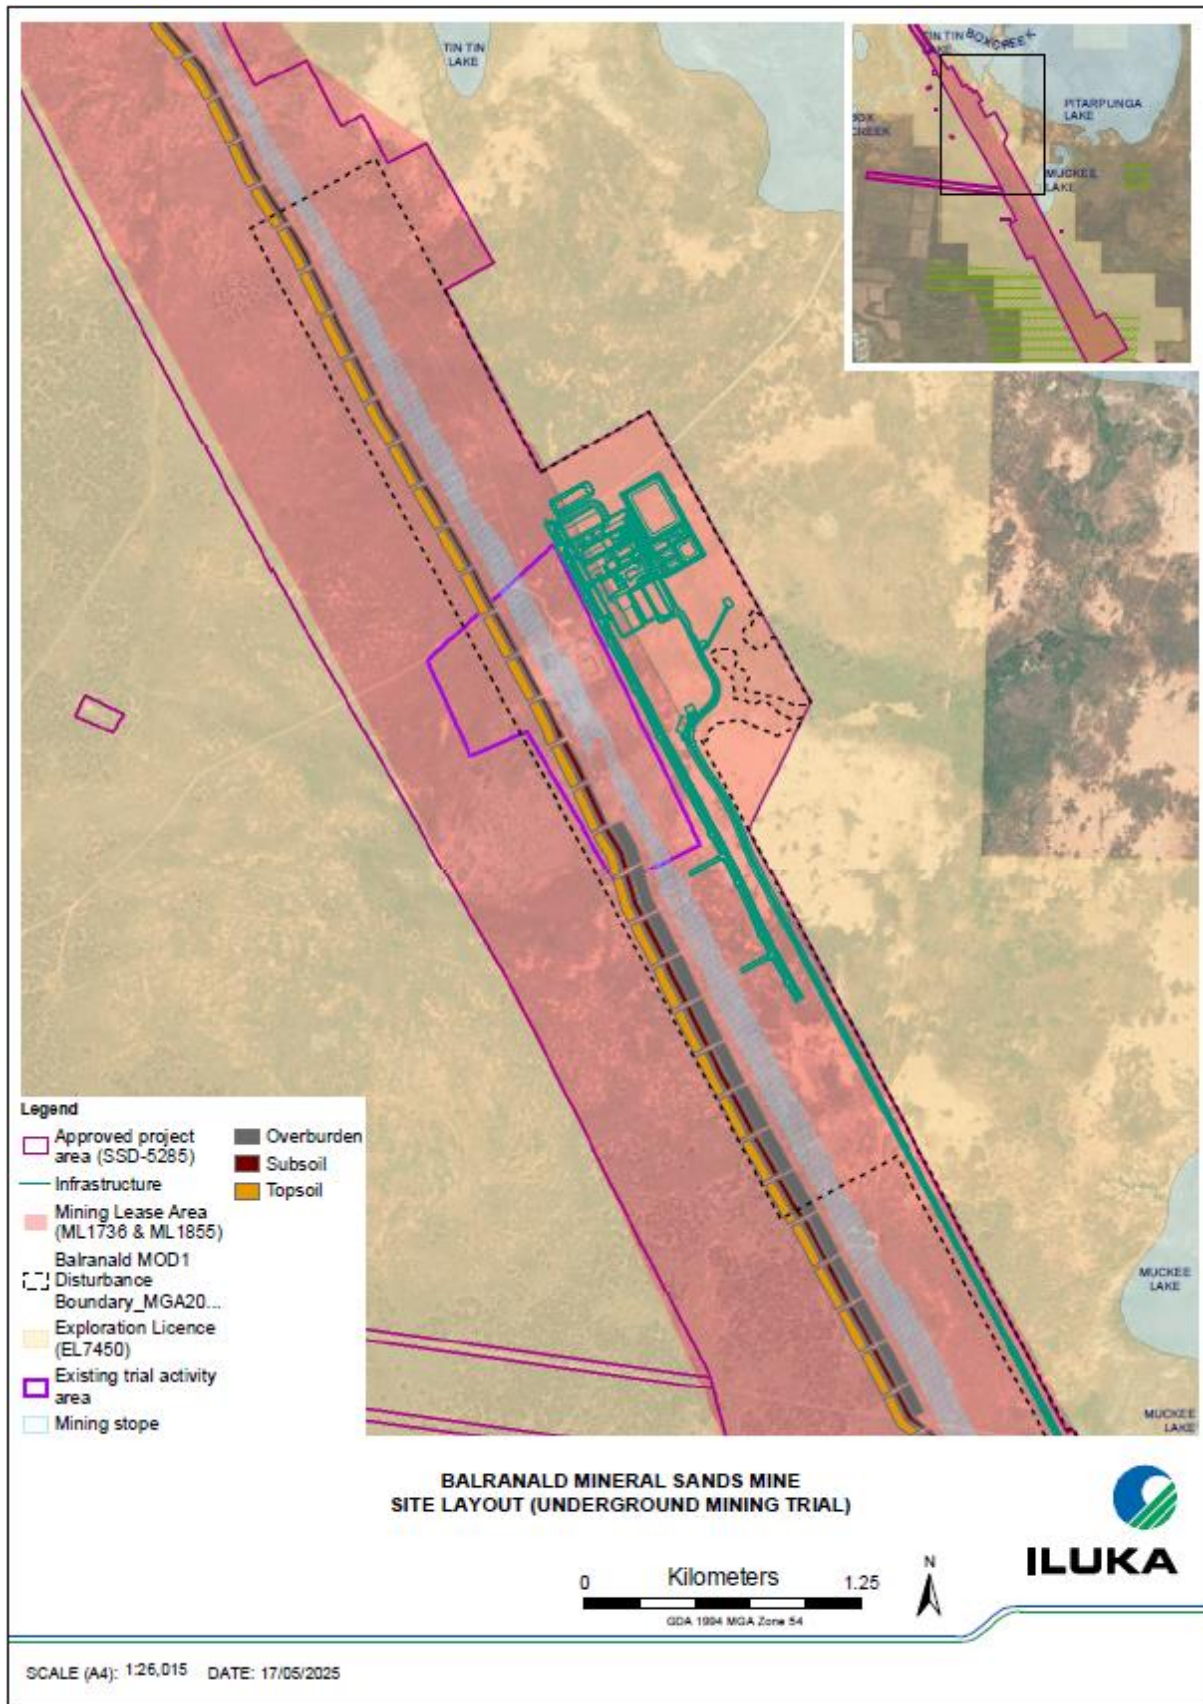 TIN TIN
LAKE
TIN TIN
LAKE
BOXCREEK
PITARPUNGA
LAKE
BOX
CREEK
MUCKEE
LAKE
MUCKEE
LAKE
MUCKEE
LAKE
Legend
Approved project
area (SSD-5285)
Infrastructure
Mining Lease Area
(ML1736 & ML1855)
Balranald MOD1
Disturbance
Boundary_MGA20...
Exploration Licence
(EL7450)
Existing trial activity
area
Mining stope
Overburden
Subsoil
Topsoil
BALRANALD MINERAL SANDS MINE
SITE LAYOUT (UNDERGROUND MINING TRIAL)
0 Kilometers 1.25
GDA 1994 MGA Zone 54
N
ILUKA
SCALE (A4): 1:26,015 DATE: 17/05/2025